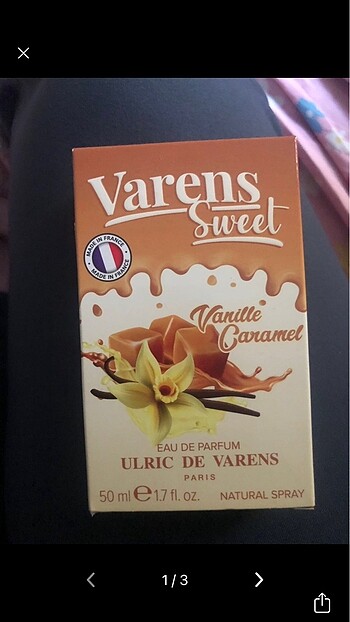 Varens
Sweet
MADE IN FRANCE
MADE IN FRANCE
Vanille
Caramel
EAU DE PARFUM
ULRIC DE VARENS
PARIS
50 ml e 1.7 fl. oz. NATURAL SPRAY
1/3